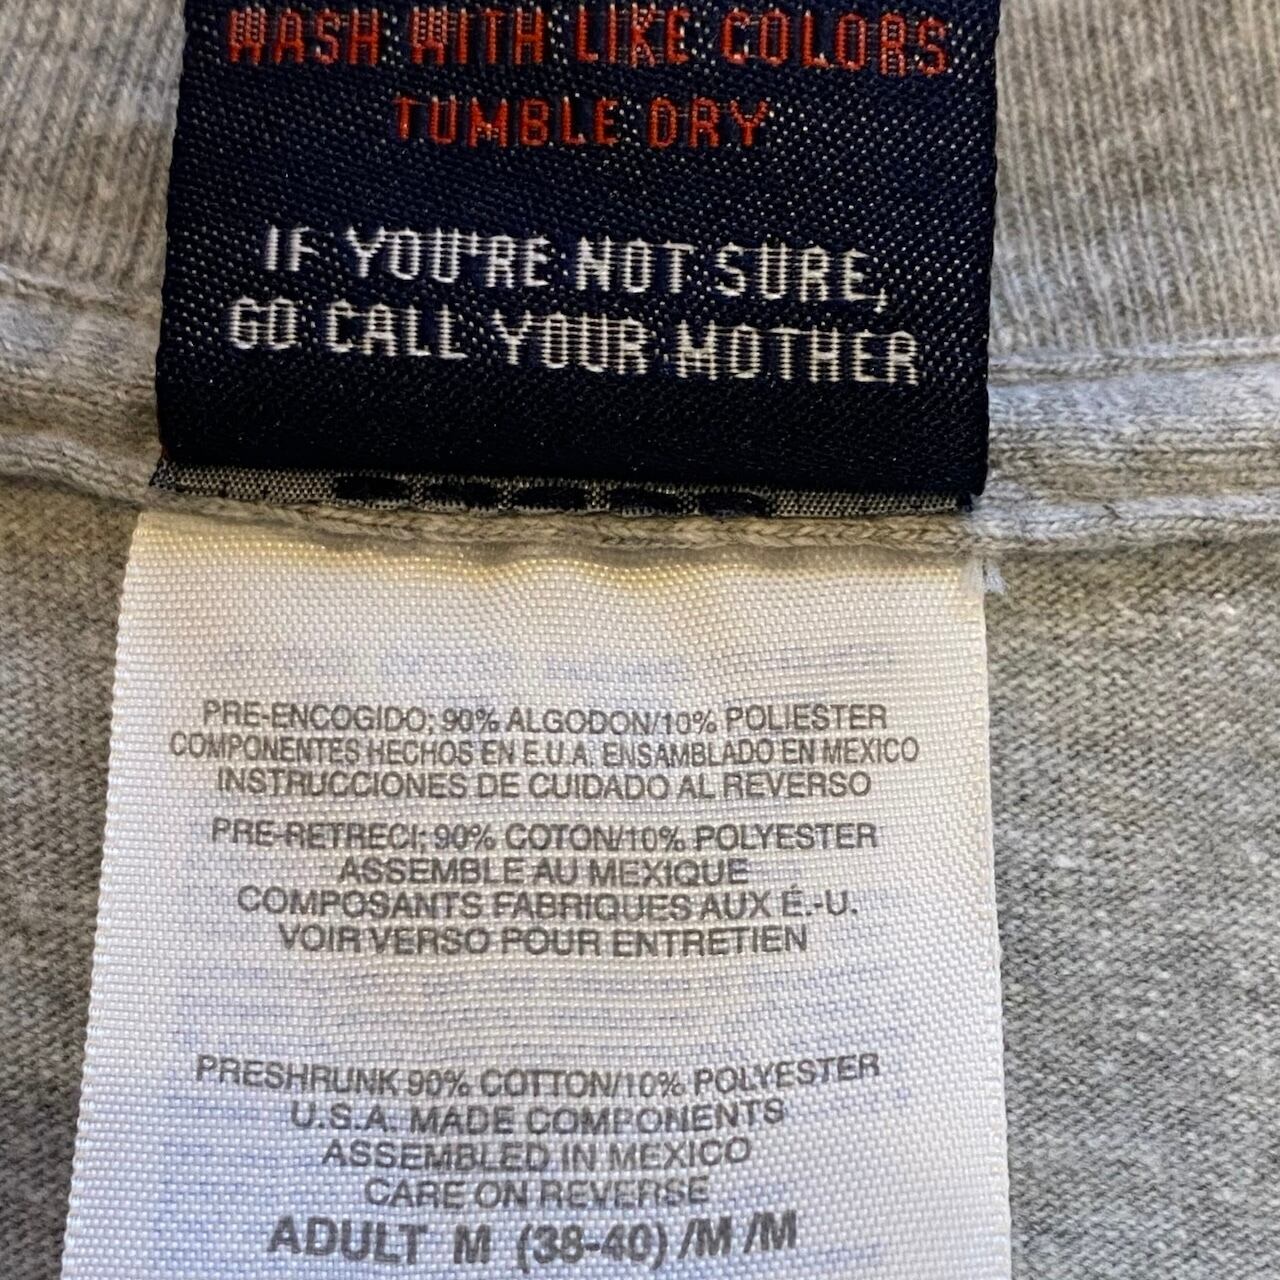 WASH WITH LIKE COLORS
TUMBLE DRY
IF YOU'RE NOT SURE,
GO CALL YOUR MOTHER
PRE-ENCOGIDO; 90% ALGODON/10% POLIESTER
COMPONENTES HECHOS EN E.U.A. ENSAMBLADO EN MEXICO
INSTRUCCIONES DE CUIDADO AL REVERSO
PRE-RETRECI; 90% COTON/10% POLYESTER
ASSEMBLE AU MEXIQUE
COMPOSANTS FABRIQUES AUX É.-U.
VOIR VERSO POUR ENTRETIEN
PRESHRUNK 90% COTTON/10% POLYESTER
U.S.A. MADE COMPONENTS
ASSEMBLED IN MEXICO
CARE ON REVERSE
ADULT M (38-40) /M /M